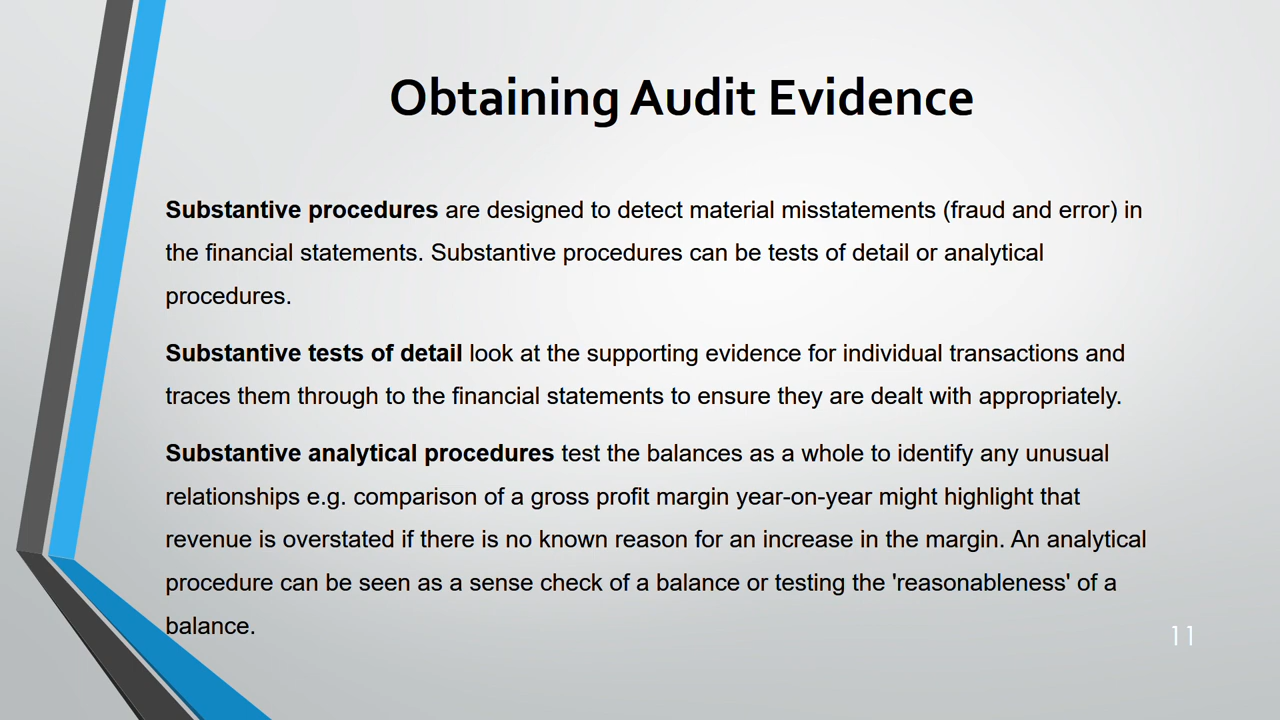 Obtaining Audit Evidence
Substantive procedures are designed to detect material misstatements (fraud and error) in
the financial statements. Substantive procedures can be tests of detail or analytical
procedures.
Substantive tests of detail look at the supporting evidence for individual transactions and
traces them through to the financial statements to ensure they are dealt with appropriately.
Substantive analytical procedures test the balances as a whole to identify any unusual
relationships e.g. comparison of a gross profit margin year-on-year might highlight that
revenue is overstated if there is no known reason for an increase in the margin. An analytical
procedure can be seen as a sense check of a balance or testing the 'reasonableness' of a
balance.
11